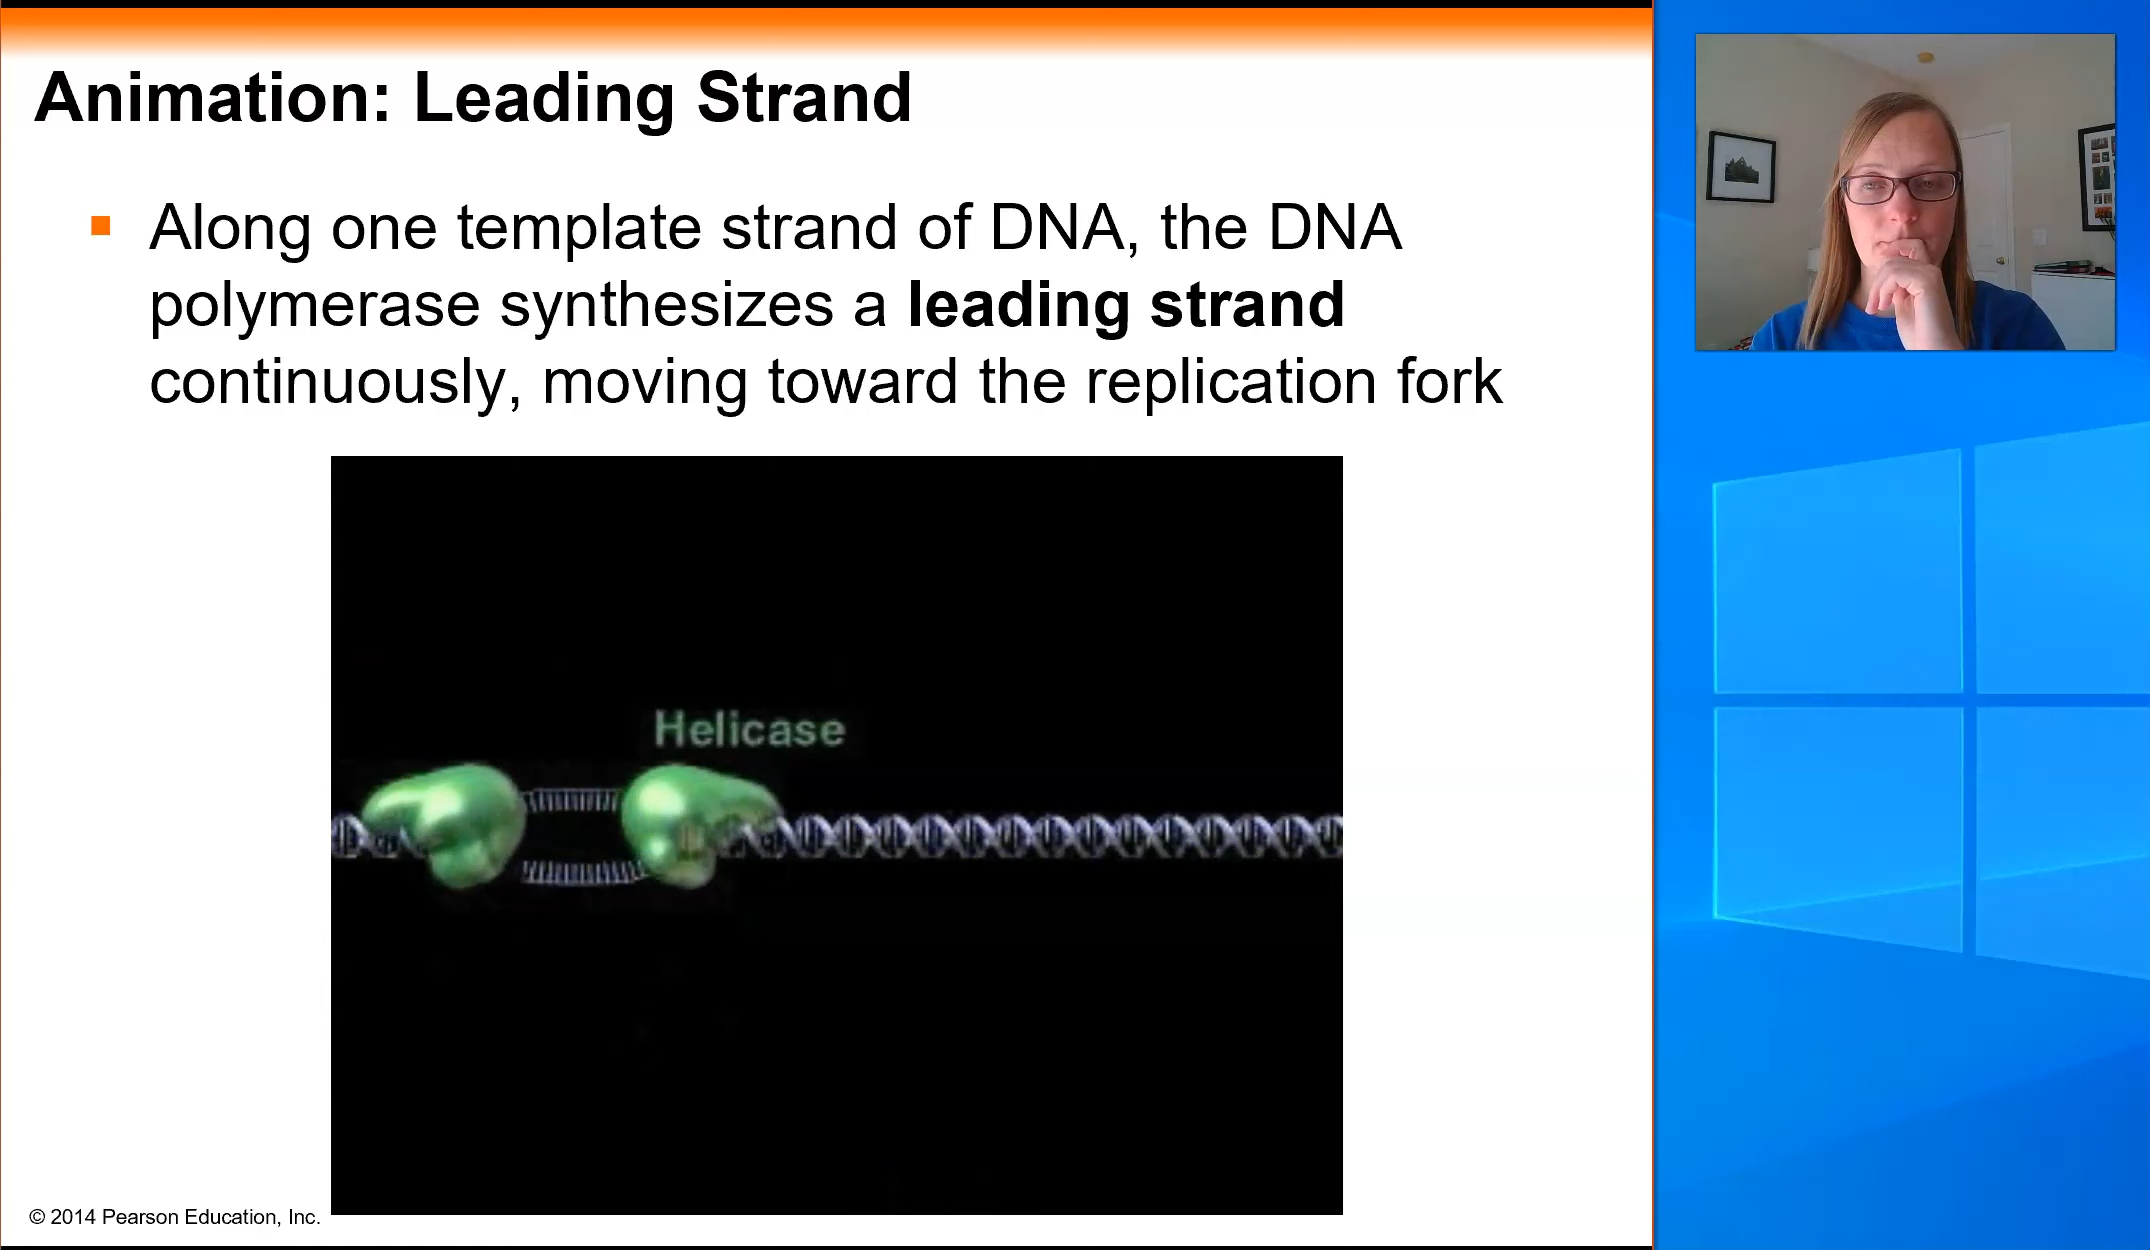 Animation: Leading Strand
Along one template strand of DNA, the DNA
polymerase synthesizes a leading strand
continuously, moving toward the replication fork
Helicase
© 2014 Pearson Education, Inc.